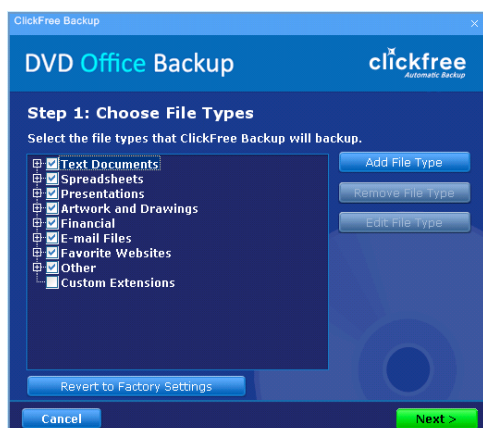 ClickFree Backup
DVD Office Backup
clickfree
Automatic Backup
Step 1: Choose File Types
Select the file types that ClickFree Backup will backup.
Text Documents
Spreadsheets
Presentations
Artwork and Drawings
Financial
E-mail Files
Favorite Websites
Other
Custom Extensions
Add File Type
Remove File Type
Edit File Type
Revert to Factory Settings
Cancel
Next >